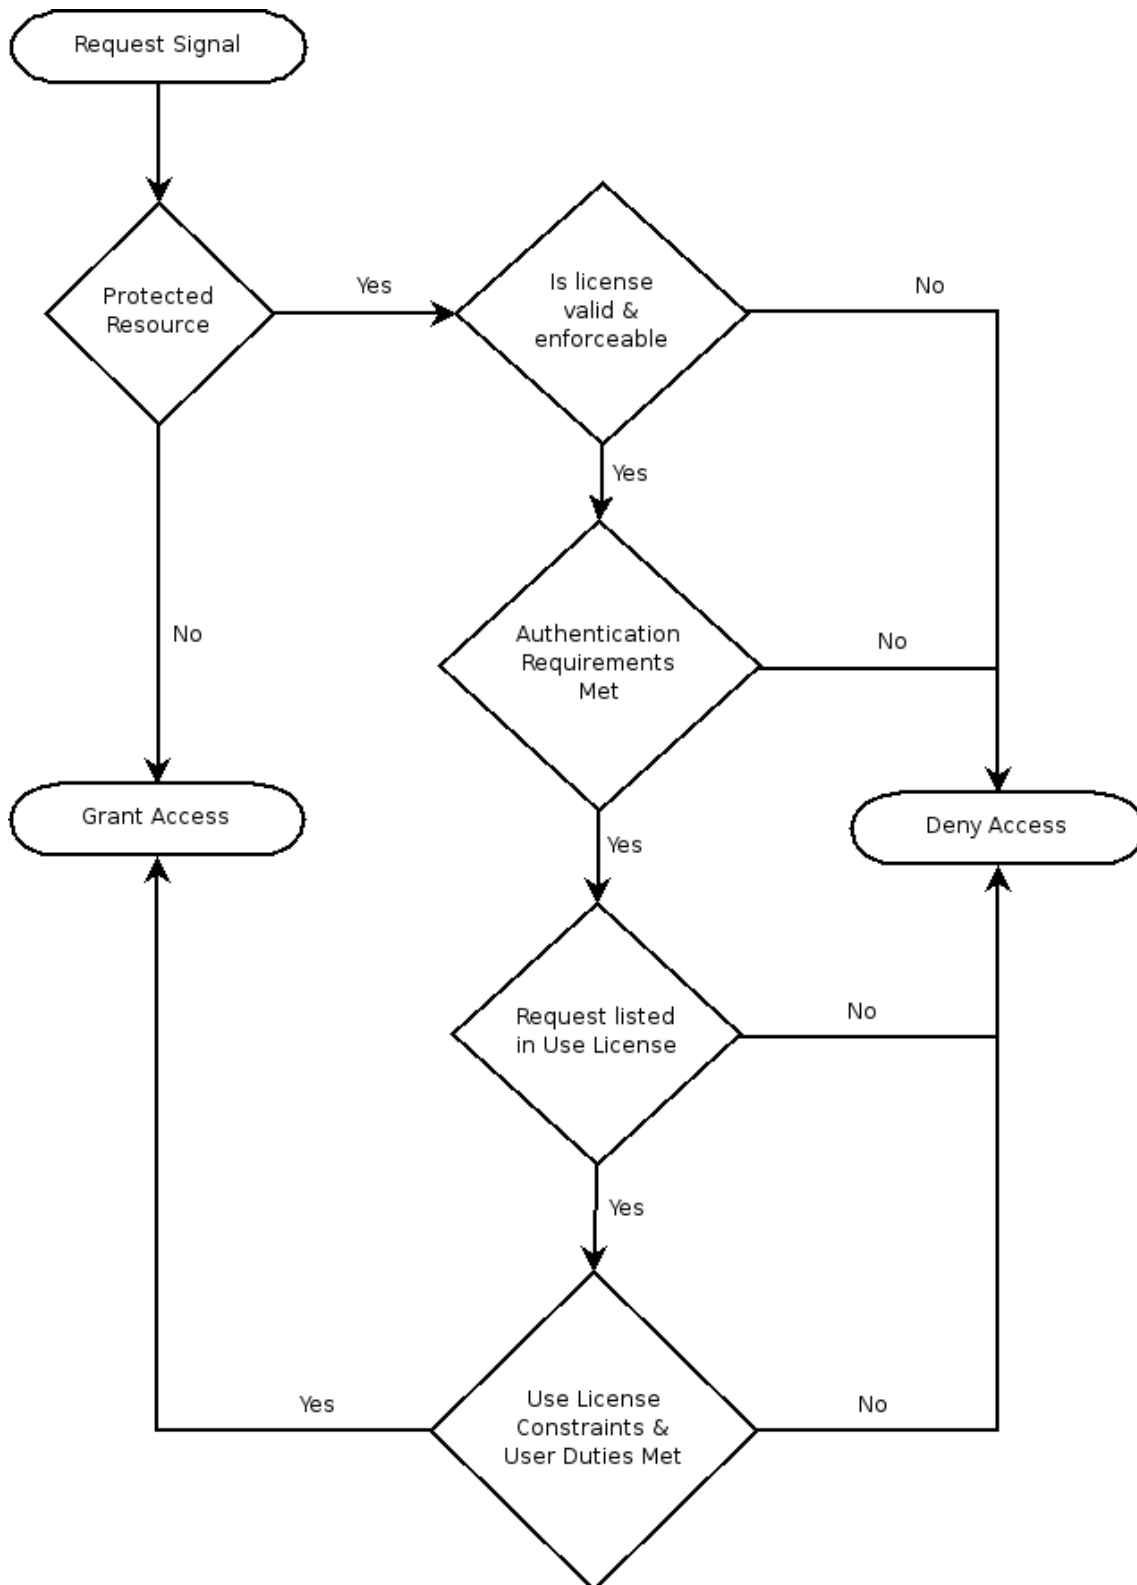 Request Signal
Protected
Resource
Yes
Is license
valid &
enforceable
No
Yes
No
Authentication
Requirements
Met
No
Grant Access
Deny Access
Yes
Request listed
in Use License
No
Yes
Yes
Use License
Constraints &
User Duties Met
No